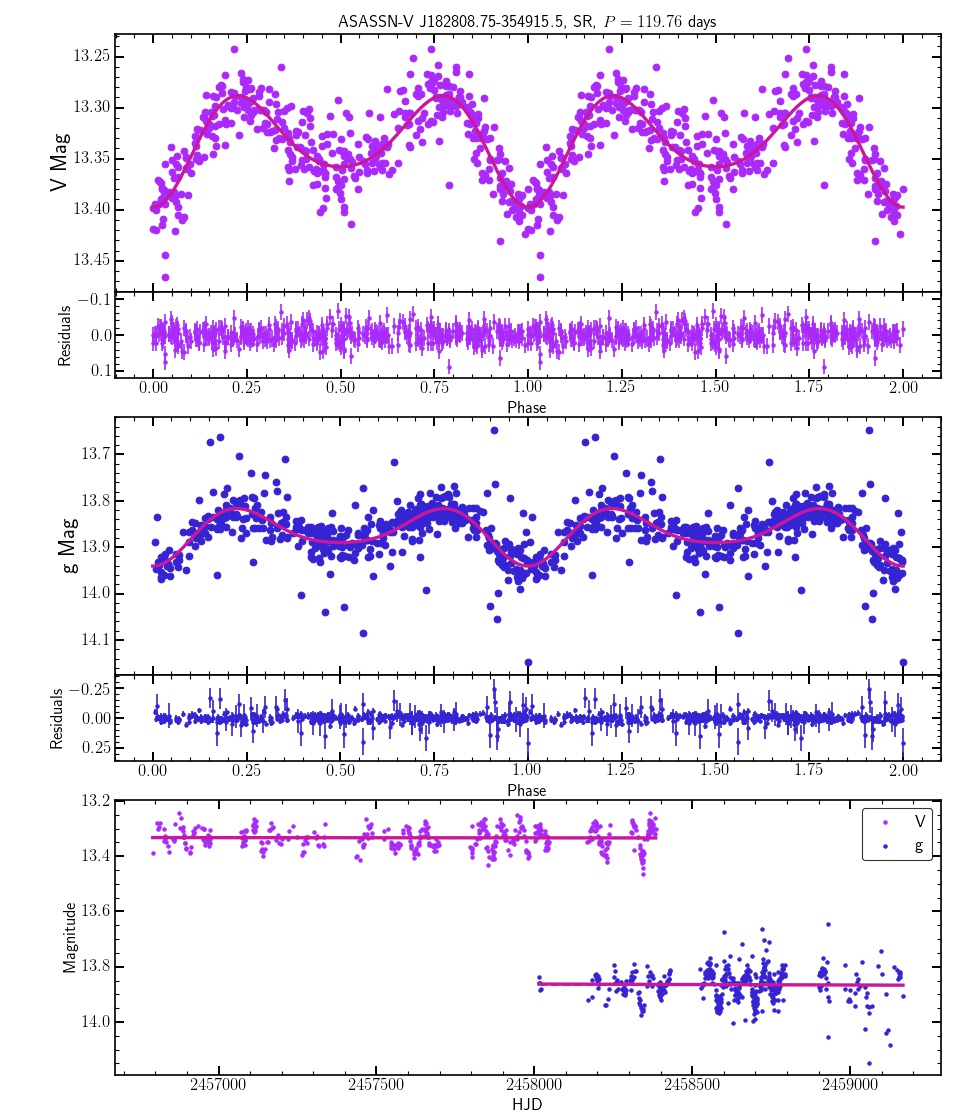 ASASSN-V J182808.75-354915.5, SR, P = 119.76 days
13.25
13.30
13.35
13.40
13.45
V Mag
−0.1
0.0
0.1
Residuals
0.00 0.25 0.50 0.75 1.00 1.25 1.50 1.75 2.00
Phase
13.7
13.8
13.9
14.0
14.1
g Mag
−0.25
0.00
0.25
Residuals
0.00 0.25 0.50 0.75 1.00 1.25 1.50 1.75 2.00
Phase
13.2
13.4
13.6
13.8
14.0
Magnitude
V
g
2457000 2457500 2458000 2458500 2459000
HJD